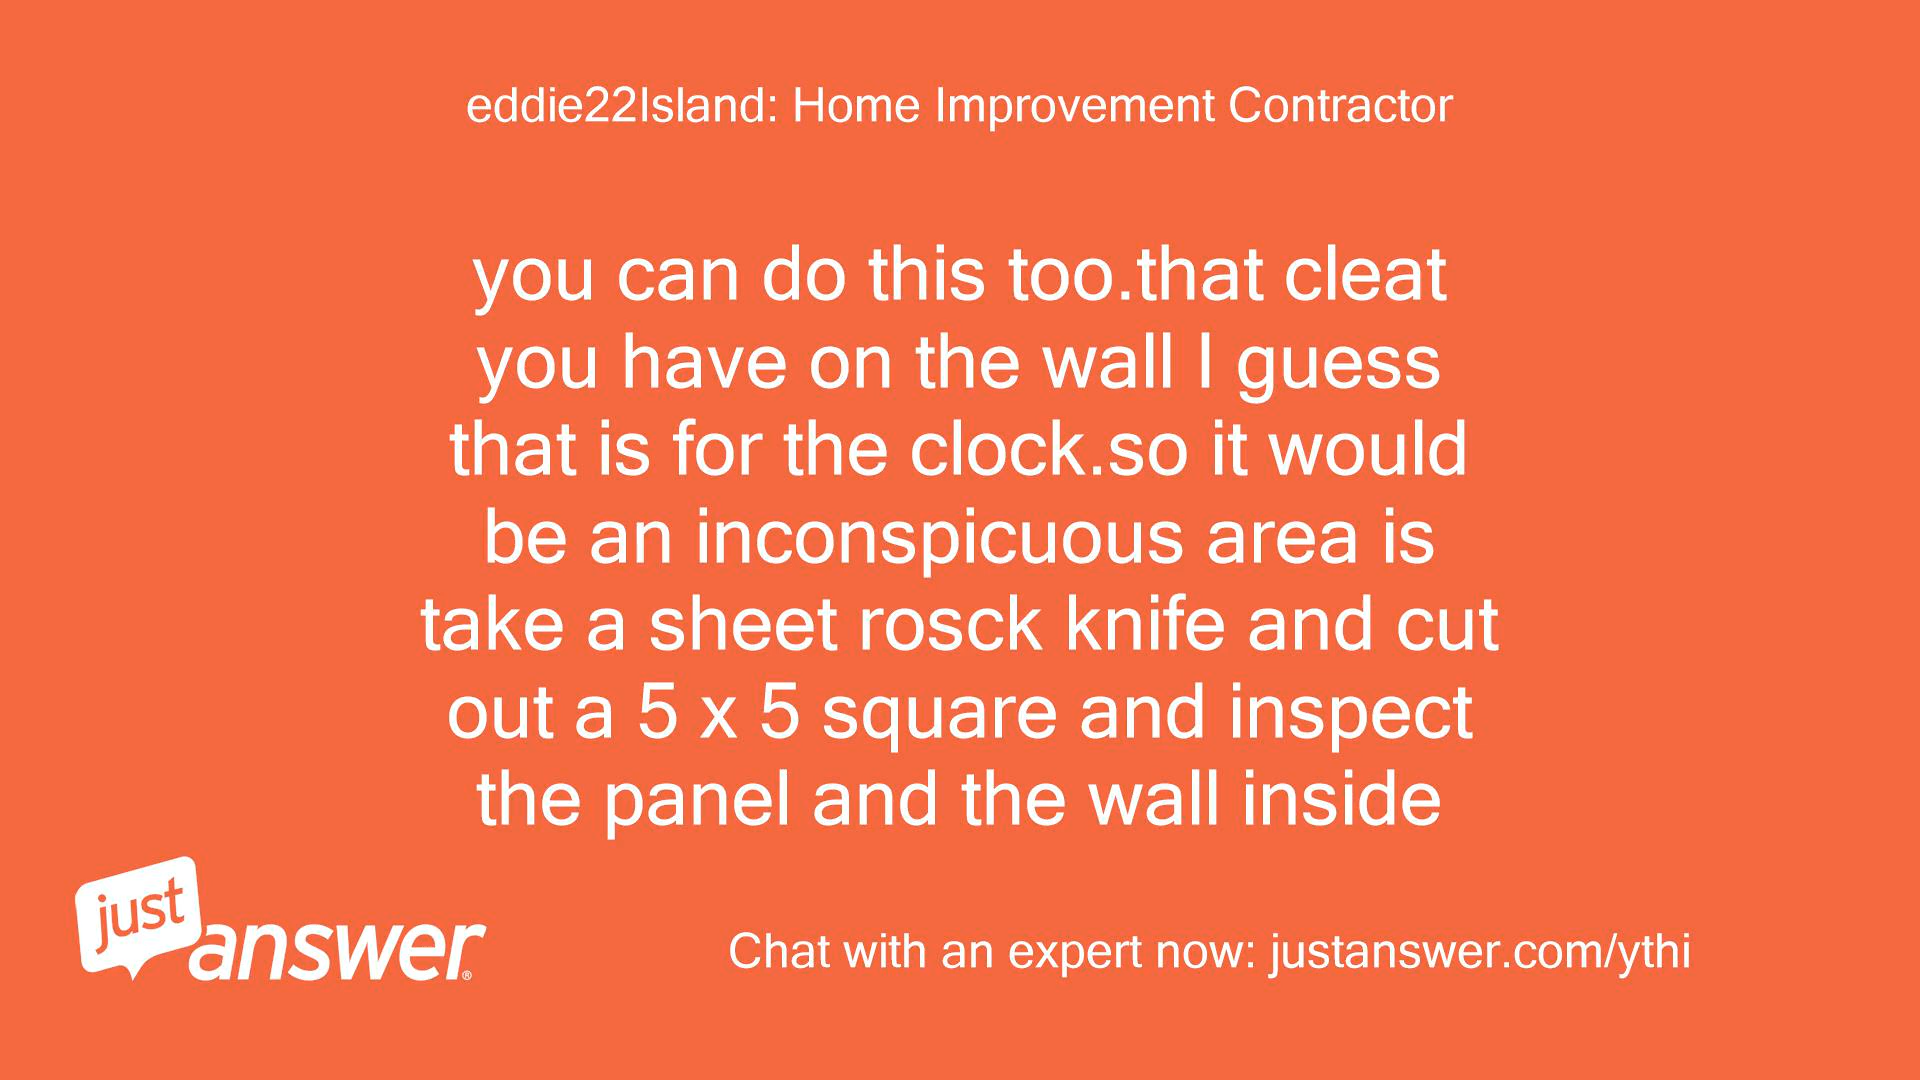 eddie22Island: Home Improvement Contractor
you can do this too.that cleat
you have on the wall I guess
that is for the clock.so it would
be an inconspicuous area is
take a sheet rosck knife and cut
out a 5 x 5 square and inspect
the panel and the wall inside
just
answer®
Chat with an expert now: justanswer.com/ythi